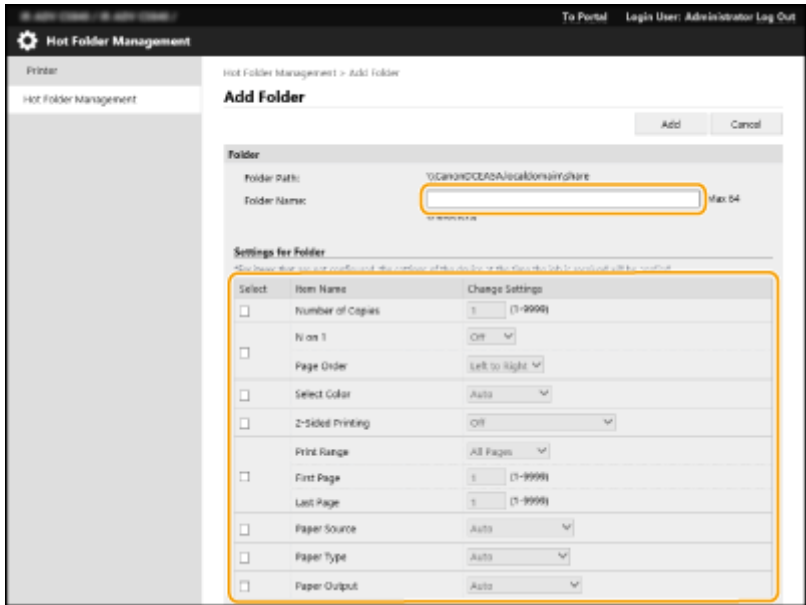 To Portal Login User: Administrator Log Out
Hot Folder Management
Printer
Hot Folder Management
Hot Folder Management > Add Folder
Add Folder
Add Cancel
Folder
Folder Path:
Folder Name: Max 64
Settings for Folder
Select Item Name Change Settings
Number of Copies 1 (1-9999)
N on 1 Off
Page Order Left to Right
Select Color Auto
2-Sided Printing Off
Print Range All Pages
First Page 1 (1-9999)
Last Page 1 (1-9999)
Paper Source Auto
Paper Type Auto
Paper Output Auto